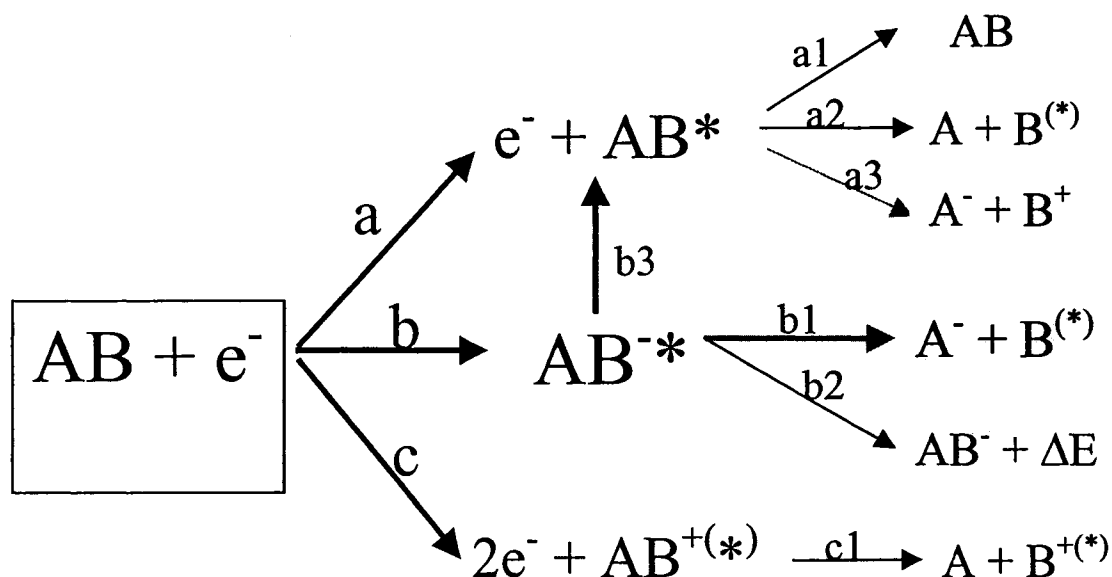 AB
a1
e⁻ + AB*
a2
A + B⁽*⁾
a3
A⁻ + B⁺
a
b3
AB + e⁻
b
AB⁻*
b1
A⁻ + B⁽*⁾
b2
AB⁻ + ΔE
c
2e⁻ + AB⁺⁽*⁾
c1
A + B⁺⁽*⁾